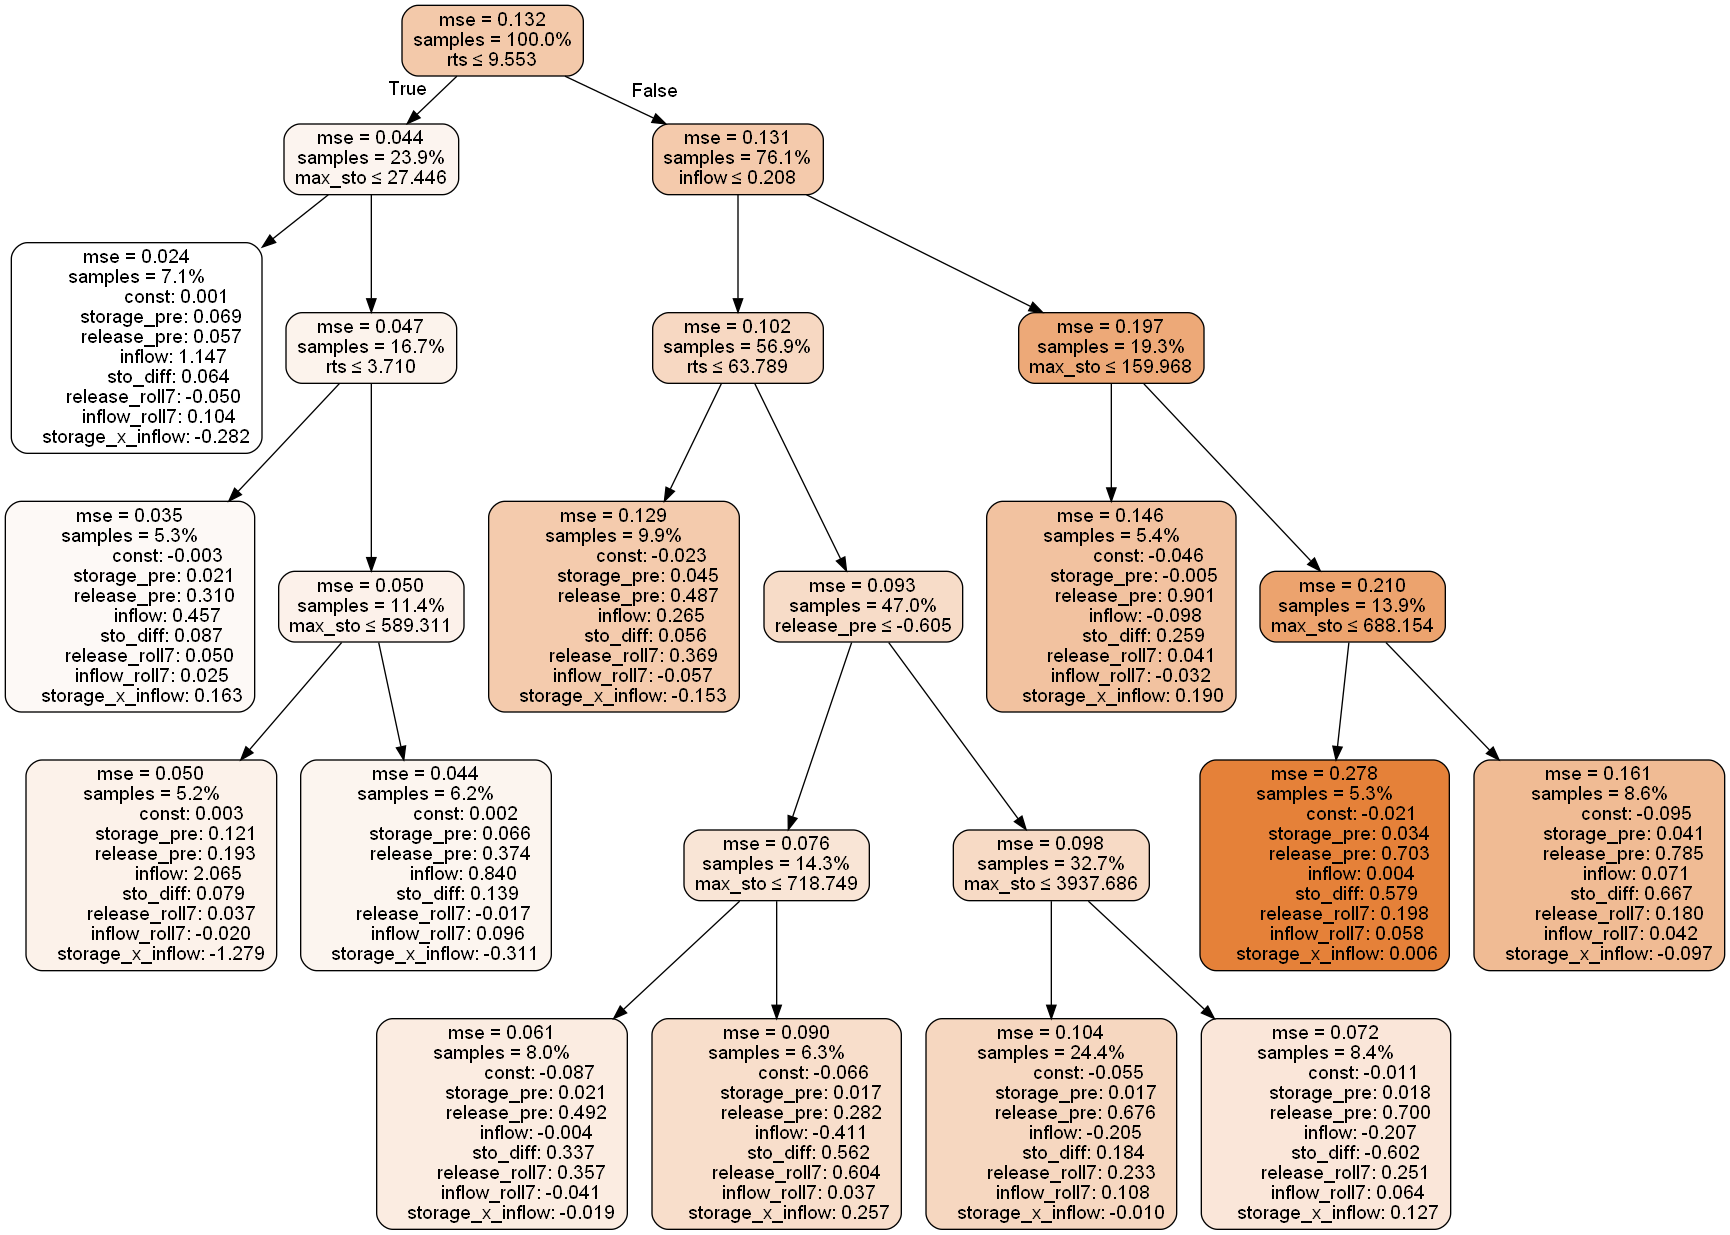 mse = 0.132
samples = 100.0%
rts ≤ 9.553
True
False
mse = 0.044
samples = 23.9%
max_sto ≤ 27.446
mse = 0.131
samples = 76.1%
inflow ≤ 0.208
mse = 0.024
samples = 7.1%
const: 0.001
storage_pre: 0.069
release_pre: 0.057
inflow: 1.147
sto_diff: 0.064
release_roll7: -0.050
inflow_roll7: 0.104
storage_x_inflow: -0.282
mse = 0.047
samples = 16.7%
rts ≤ 3.710
mse = 0.102
samples = 56.9%
rts ≤ 63.789
mse = 0.197
samples = 19.3%
max_sto ≤ 159.968
mse = 0.035
samples = 5.3%
const: -0.003
storage_pre: 0.021
release_pre: 0.310
inflow: 0.457
sto_diff: 0.087
release_roll7: 0.050
inflow_roll7: 0.025
storage_x_inflow: 0.163
mse = 0.050
samples = 11.4%
max_sto ≤ 589.311
mse = 0.129
samples = 9.9%
const: -0.023
storage_pre: 0.045
release_pre: 0.487
inflow: 0.265
sto_diff: 0.056
release_roll7: 0.369
inflow_roll7: -0.057
storage_x_inflow: -0.153
mse = 0.093
samples = 47.0%
release_pre ≤ -0.605
mse = 0.146
samples = 5.4%
const: -0.046
storage_pre: -0.005
release_pre: 0.901
inflow: -0.098
sto_diff: 0.259
release_roll7: 0.041
inflow_roll7: -0.032
storage_x_inflow: 0.190
mse = 0.210
samples = 13.9%
max_sto ≤ 688.154
mse = 0.050
samples = 5.2%
const: 0.003
storage_pre: 0.121
release_pre: 0.193
inflow: 2.065
sto_diff: 0.079
release_roll7: 0.037
inflow_roll7: -0.020
storage_x_inflow: -1.279
mse = 0.044
samples = 6.2%
const: 0.002
storage_pre: 0.066
release_pre: 0.374
inflow: 0.840
sto_diff: 0.139
release_roll7: -0.017
inflow_roll7: 0.096
storage_x_inflow: -0.311
mse = 0.076
samples = 14.3%
max_sto ≤ 718.749
mse = 0.098
samples = 32.7%
max_sto ≤ 3937.686
mse = 0.278
samples = 5.3%
const: -0.021
storage_pre: 0.034
release_pre: 0.703
inflow: 0.004
sto_diff: 0.579
release_roll7: 0.198
inflow_roll7: 0.058
storage_x_inflow: 0.006
mse = 0.161
samples = 8.6%
const: -0.095
storage_pre: 0.041
release_pre: 0.785
inflow: 0.071
sto_diff: 0.667
release_roll7: 0.180
inflow_roll7: 0.042
storage_x_inflow: -0.097
mse = 0.061
samples = 8.0%
const: -0.087
storage_pre: 0.021
release_pre: 0.492
inflow: -0.004
sto_diff: 0.337
release_roll7: 0.357
inflow_roll7: -0.041
storage_x_inflow: -0.019
mse = 0.090
samples = 6.3%
const: -0.066
storage_pre: 0.017
release_pre: 0.282
inflow: -0.411
sto_diff: 0.562
release_roll7: 0.604
inflow_roll7: 0.037
storage_x_inflow: 0.257
mse = 0.104
samples = 24.4%
const: -0.055
storage_pre: 0.017
release_pre: 0.676
inflow: -0.205
sto_diff: 0.184
release_roll7: 0.233
inflow_roll7: 0.108
storage_x_inflow: -0.010
mse = 0.072
samples = 8.4%
const: -0.011
storage_pre: 0.018
release_pre: 0.700
inflow: -0.207
sto_diff: -0.602
release_roll7: 0.251
inflow_roll7: 0.064
storage_x_inflow: 0.127